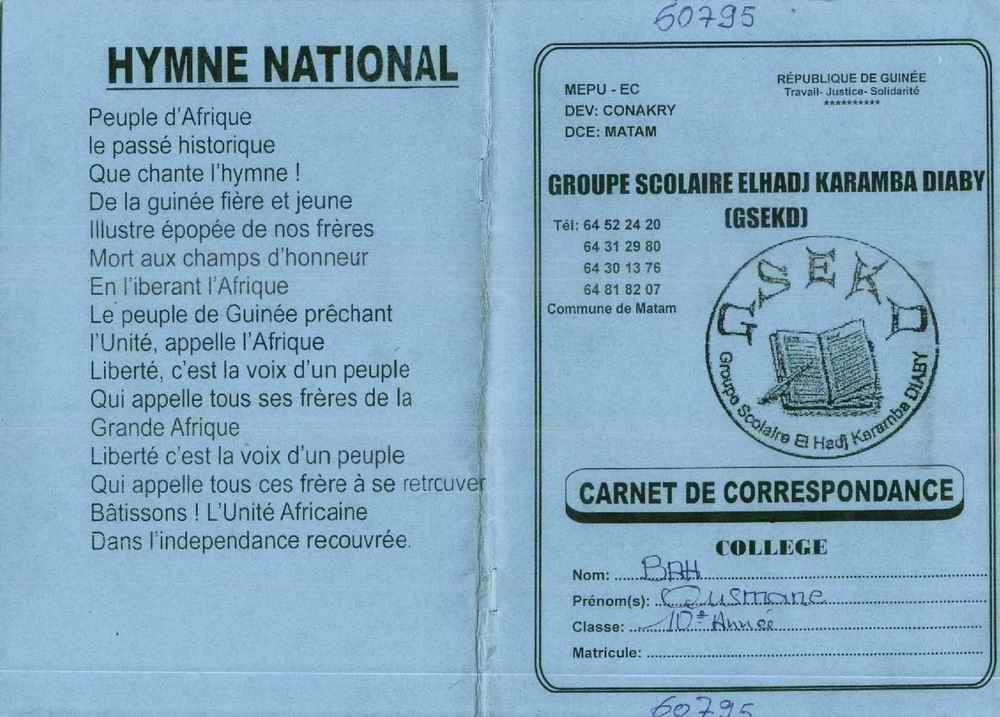 HYMNE NATIONAL
Peuple d'Afrique
le passé historique
Que chante l'hymne !
De la guinée fière et jeune
Illustre épopée de nos frères
Mort aux champs d'honneur
En l'iberant l'Afrique
Le peuple de Guinée prêchant
l'Unité, appelle l'Afrique
Liberté, c'est la voix d'un peuple
Qui appelle tous ses frères de la
Grande Afrique
Liberté c'est la voix d'un peuple
Qui appelle tous ces frère à se retrouver
Bâtissons ! L'Unité Africaine
Dans l'independance recouvrée.
60795
MEPU - EC
DEV: CONAKRY
DCE: MATAM
RÉPUBLIQUE DE GUINÉE
Travail- Justice- Solidarité
**********
GROUPE SCOLAIRE ELHADJ KARAMBA DIABY
(GSEKD)
Tél: 64 52 24 20
64 31 29 80
64 30 13 76
64 81 82 07
Commune de Matam
GSEKD
Groupe Scolaire El Hadj Karamba DIABY
CARNET DE CORRESPONDANCE
COLLEGE
Nom: BAH
Prénom(s): Ousmane
Classe: 10e Année
Matricule:
60795